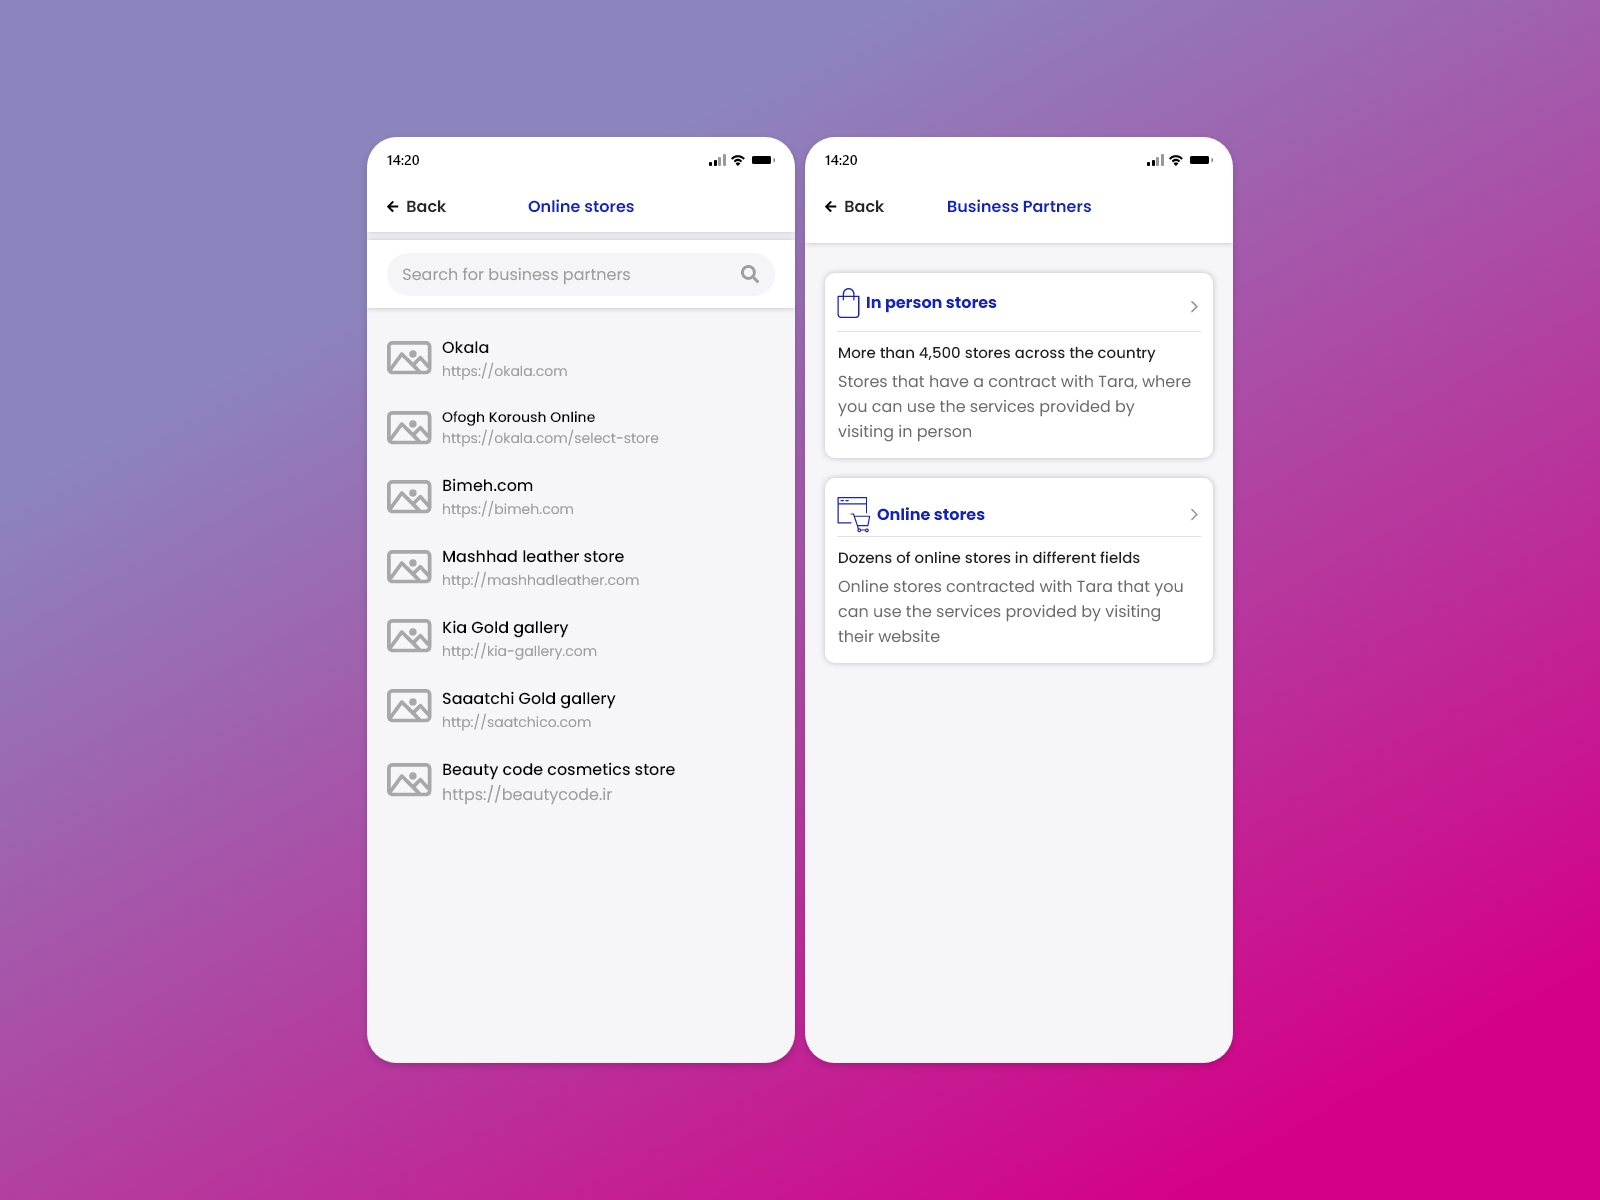 14:20
Back
Online stores
Search for business partners
Okala
https://okala.com
Ofogh Koroush Online
https://okala.com/select-store
Bimeh.com
https://bimeh.com
Mashhad leather store
http://mashhadleather.com
Kia Gold gallery
http://kia-gallery.com
Saaatchi Gold gallery
http://saatchico.com
Beauty code cosmetics store
https://beautycode.ir
14:20
Back
Business Partners
In person stores
More than 4,500 stores across the country
Stores that have a contract with Tara, where
you can use the services provided by
visiting in person
Online stores
Dozens of online stores in different fields
Online stores contracted with Tara that you
can use the services provided by visiting
their website